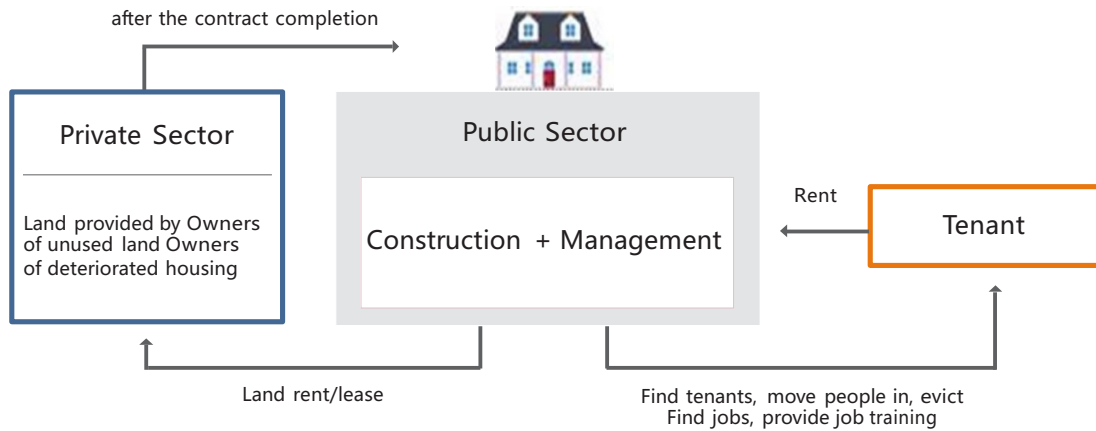 after the contract completion
Private Sector
Land provided by Owners
of unused land Owners
of deteriorated housing
Public Sector
Construction + Management
Rent
Tenant
Land rent/lease
Find tenants, move people in, evict
Find jobs, provide job training